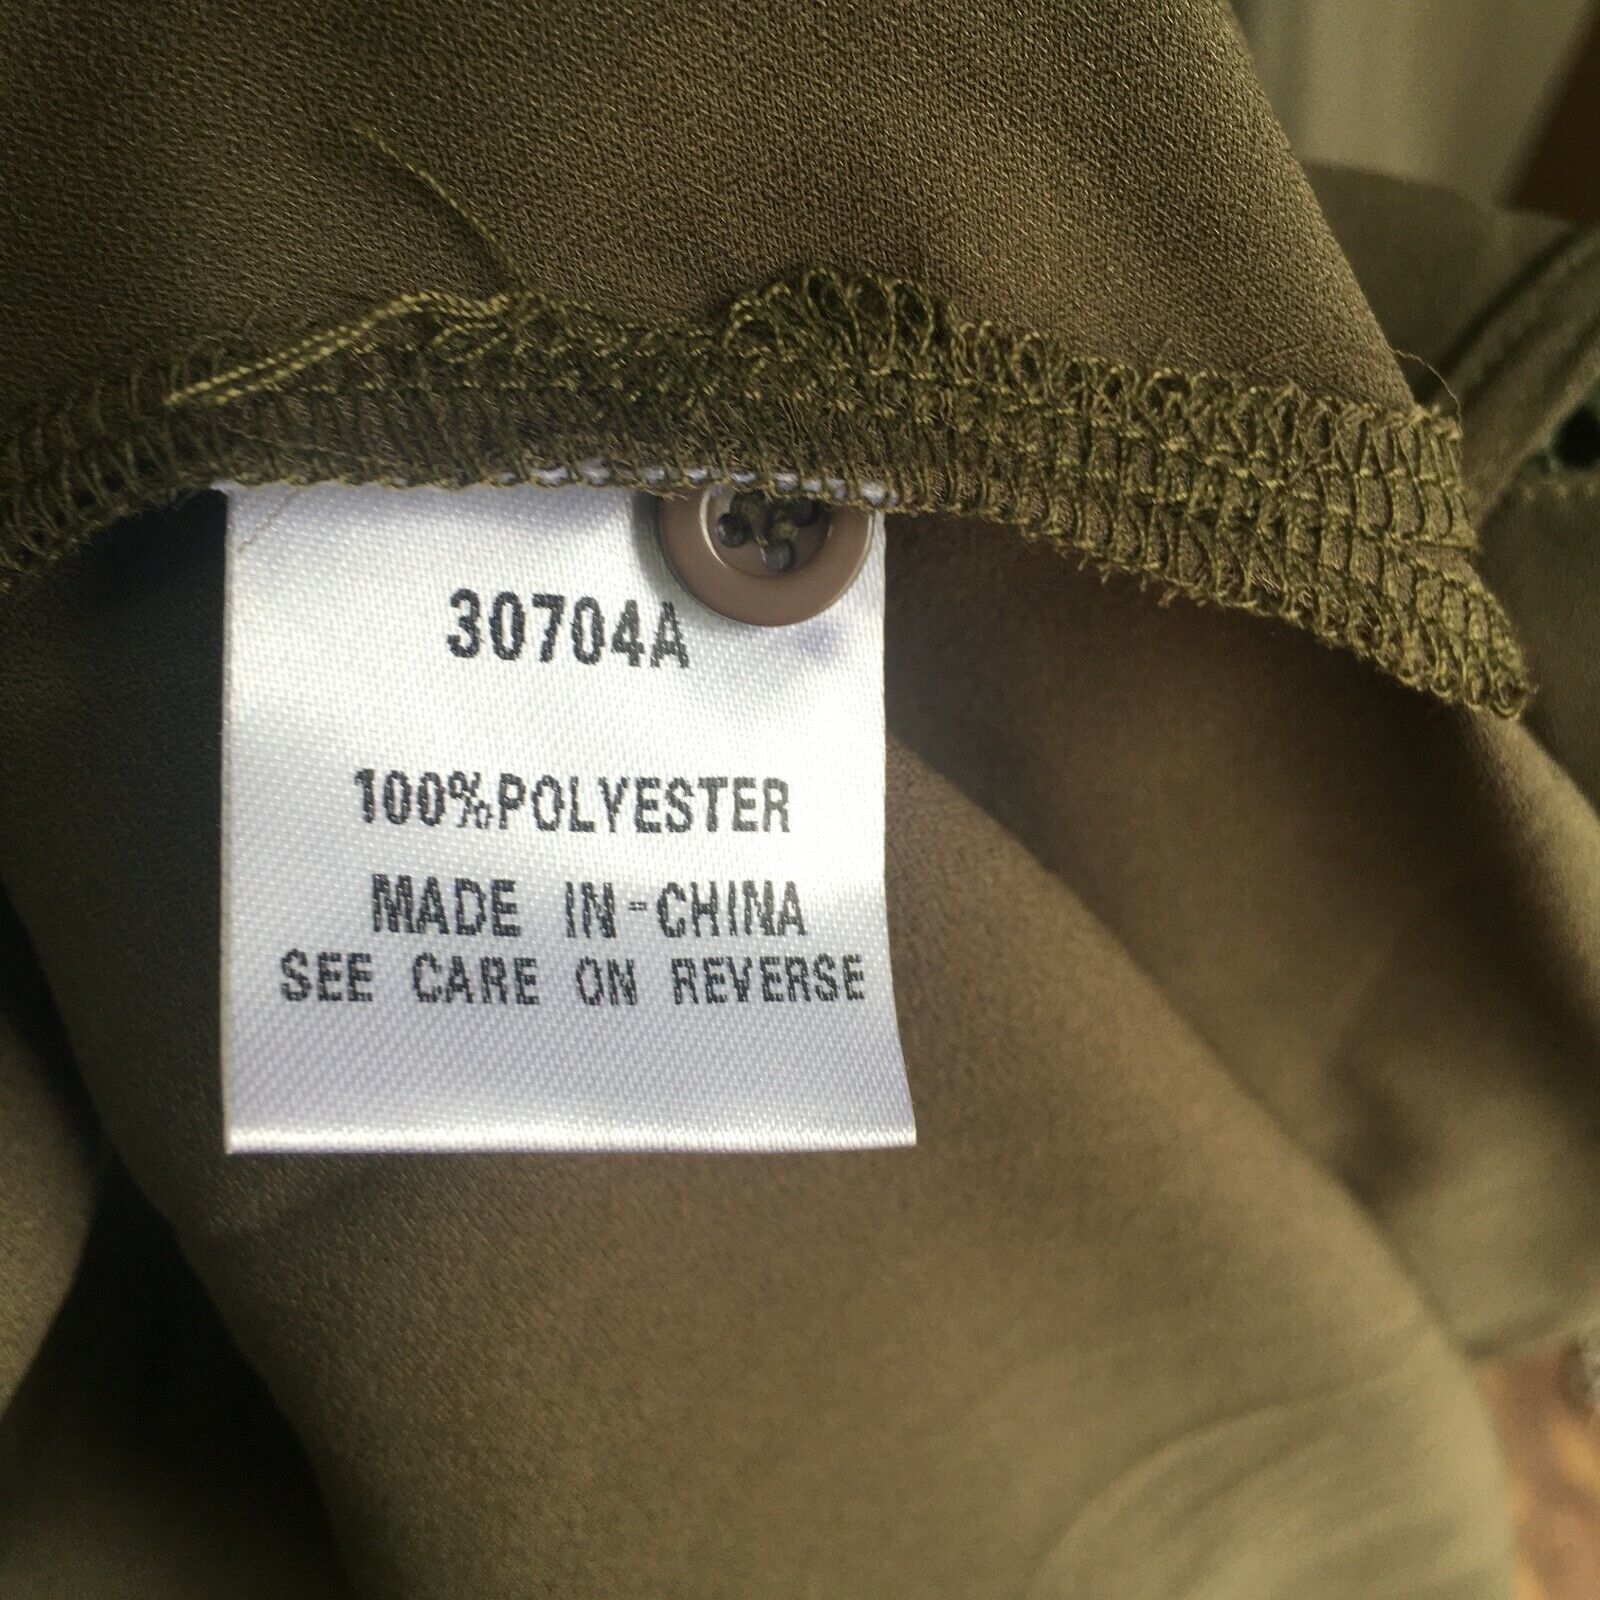 30704A
100%POLYESTER
MADE IN-CHINA
SEE CARE ON REVERSE